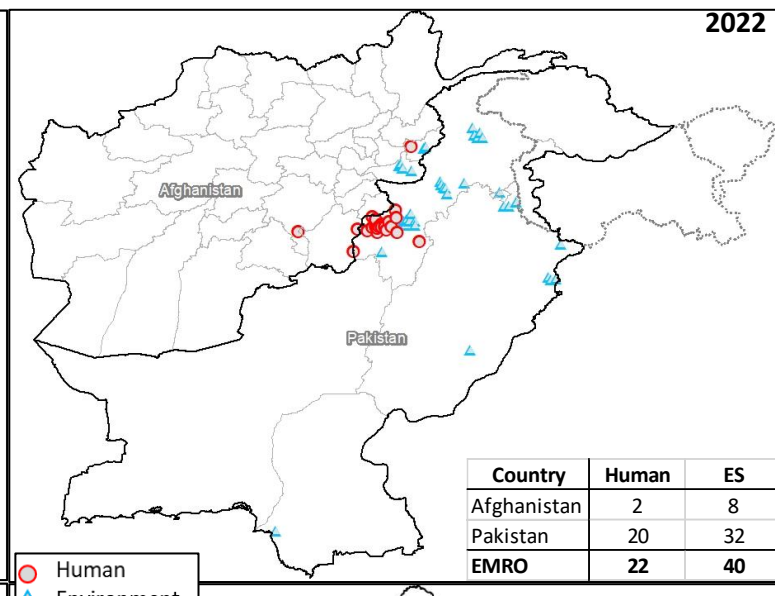 2022
Afghanistan
Pakistan
Country Human ES
Afghanistan 2 8
Pakistan 20 32
EMRO 22 40
Human
Environment